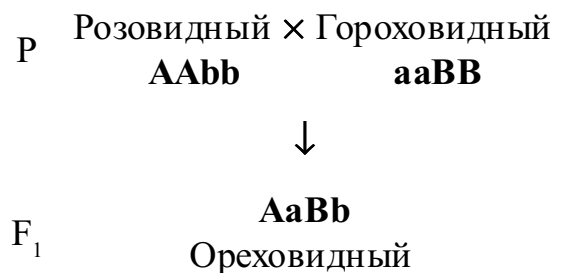 P Розовидный × Гороховидный
AAbb aaBB
↓
AaBb
F₁ Ореховидный